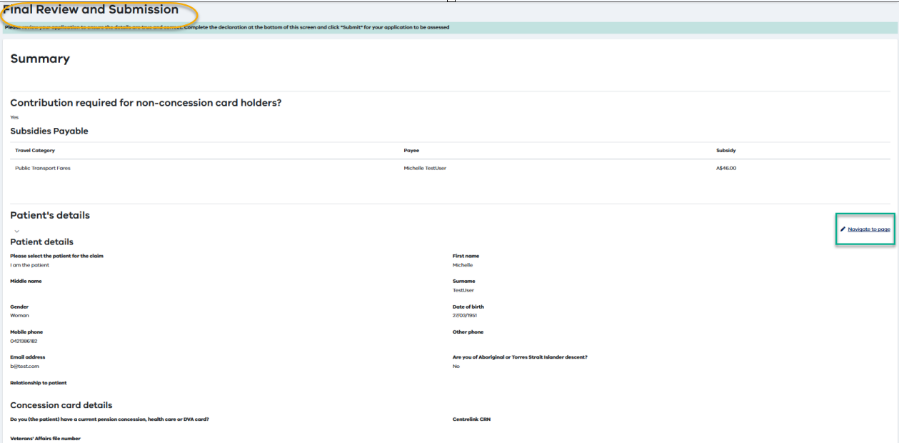 Final Review and Submission
Please review your application to ensure the details are true and correct. Complete the declaration at the bottom of this screen and click "Submit" for your application to be assessed
Summary
Contribution required for non-concession card holders?
Yes
Subsidies Payable
Travel Category Payee Subsidy
Public Transport Fares Michelle TestUser A$46.00
Patient's details
Navigate to page
Patient details
Please select the patient for the claim First name
I am the patient Michelle
Middle name Surname
TestUser
Gender Date of birth
Woman
Mobile phone Other phone
Email address Are you of Aboriginal or Torres Strait Islander descent?
b@test.com No
Relationship to patient
Concession card details
Do you (the patient) have a current pension concession, health care or DVA card? Centrelink CRN
Veterans' Affairs file number